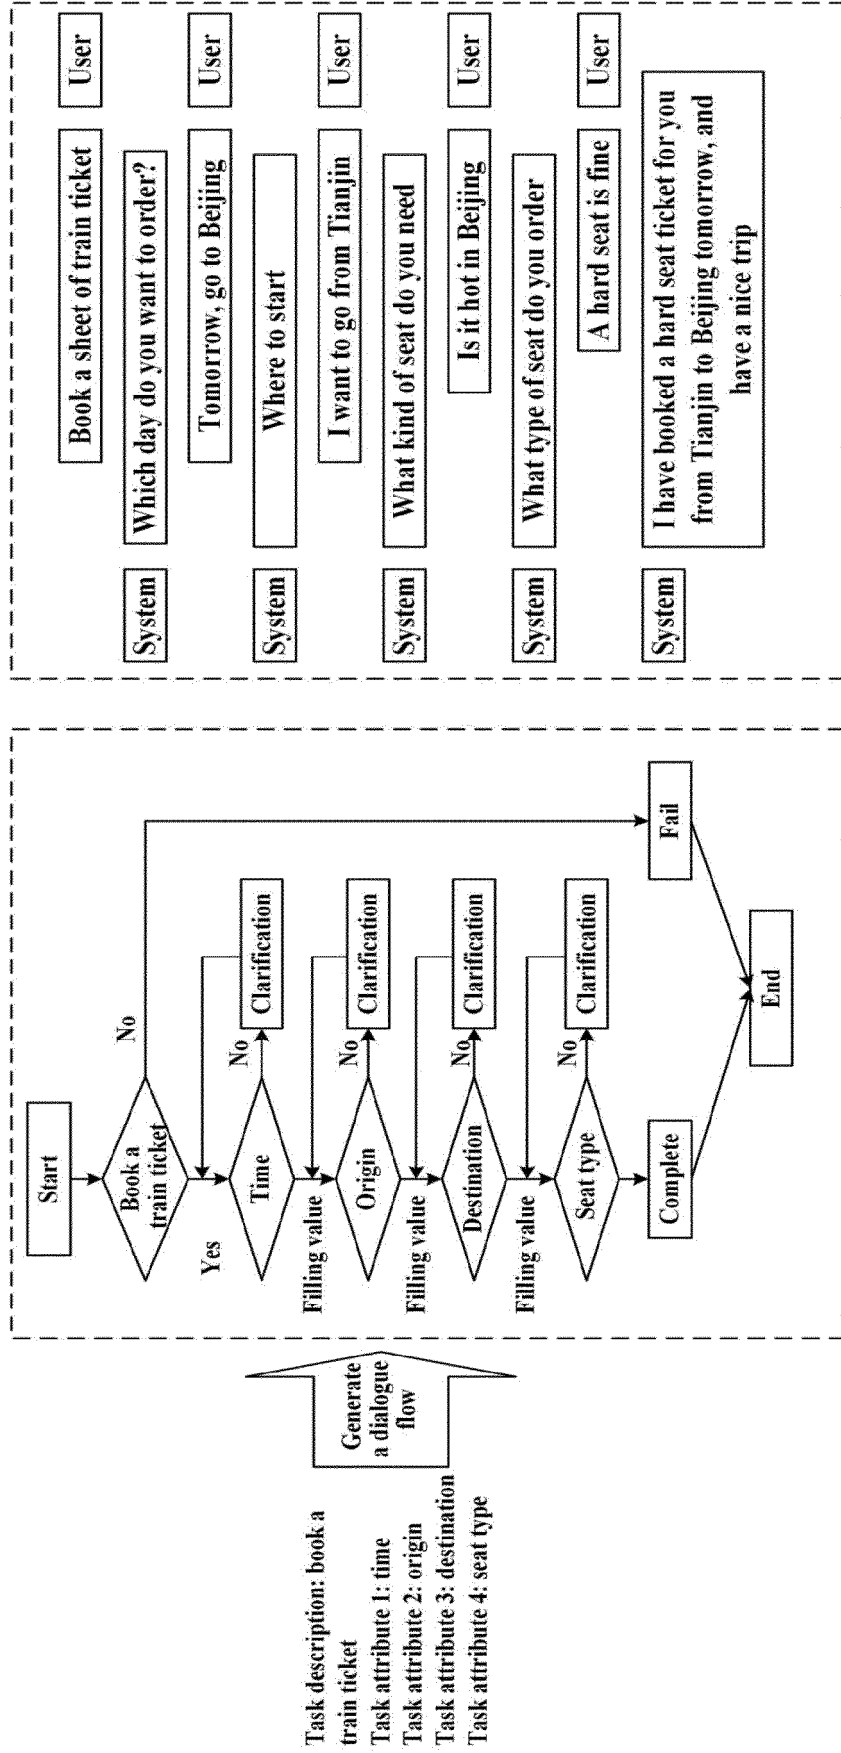 Task description: book a
train ticket
Task attribute 1: time
Task attribute 2: origin
Task attribute 3: destination
Task attribute 4: seat type
Generate
a dialogue
flow
Start
Book a
train ticket
No
Yes
Time
No
Clarification
Filling value
Origin
No
Clarification
Filling value
Destination
No
Clarification
Filling value
Seat type
No
Clarification
Complete
Fail
End
Book a sheet of train ticket
User
System
Which day do you want to order?
Tomorrow, go to Beijing
User
System
Where to start
I want to go from Tianjin
User
System
What kind of seat do you need
Is it hot in Beijing
User
System
What type of seat do you order
A hard seat is fine
User
System
I have booked a hard seat ticket for you
from Tianjin to Beijing tomorrow, and
have a nice trip